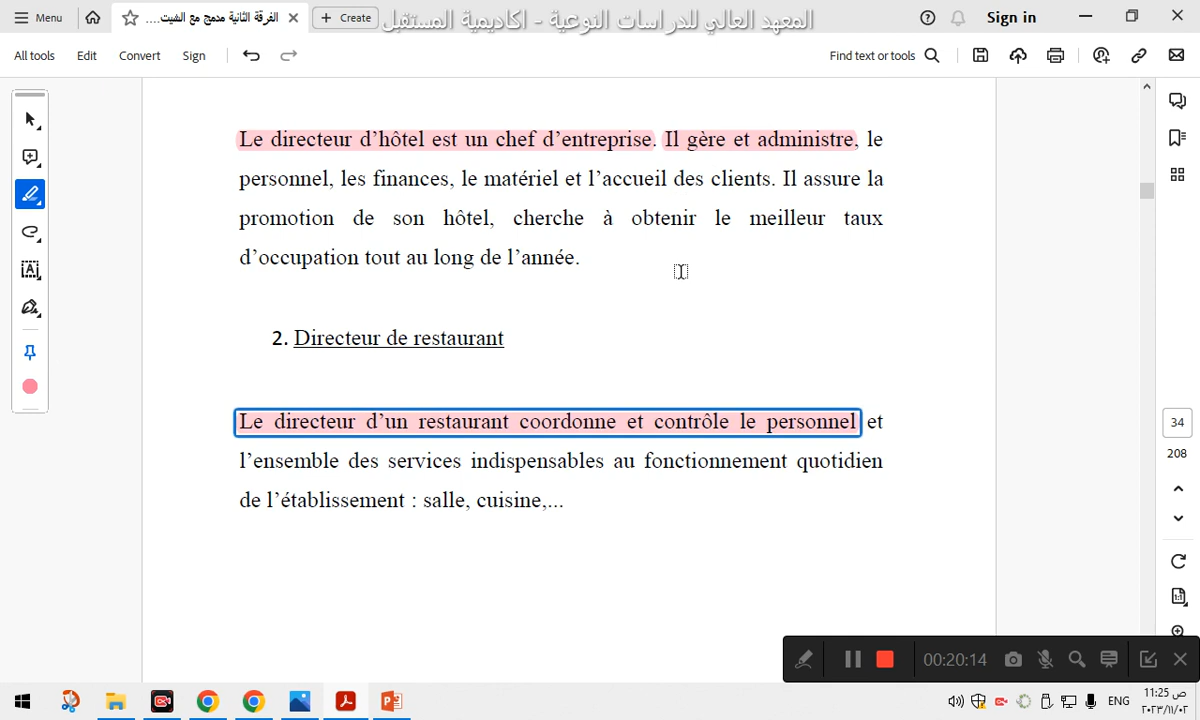 Menu
الفرقة الثانية مدمج مع الشيت....
Create
المعهد العالي للدراسات النوعية - اكاديمية المستقبل
Sign in
All tools
Edit
Convert
Sign
Find text or tools
Le directeur d’hôtel est un chef d’entreprise. Il gère et administre, le
personnel, les finances, le matériel et l’accueil des clients. Il assure la
promotion de son hôtel, cherche à obtenir le meilleur taux
d’occupation tout au long de l’année.
2. Directeur de restaurant
Le directeur d’un restaurant coordonne et contrôle le personnel et
l’ensemble des services indispensables au fonctionnement quotidien
de l’établissement : salle, cuisine,...
34
208
00:20:14
ENG
11:25 ص
٢٠٢٣/١١/٠٢